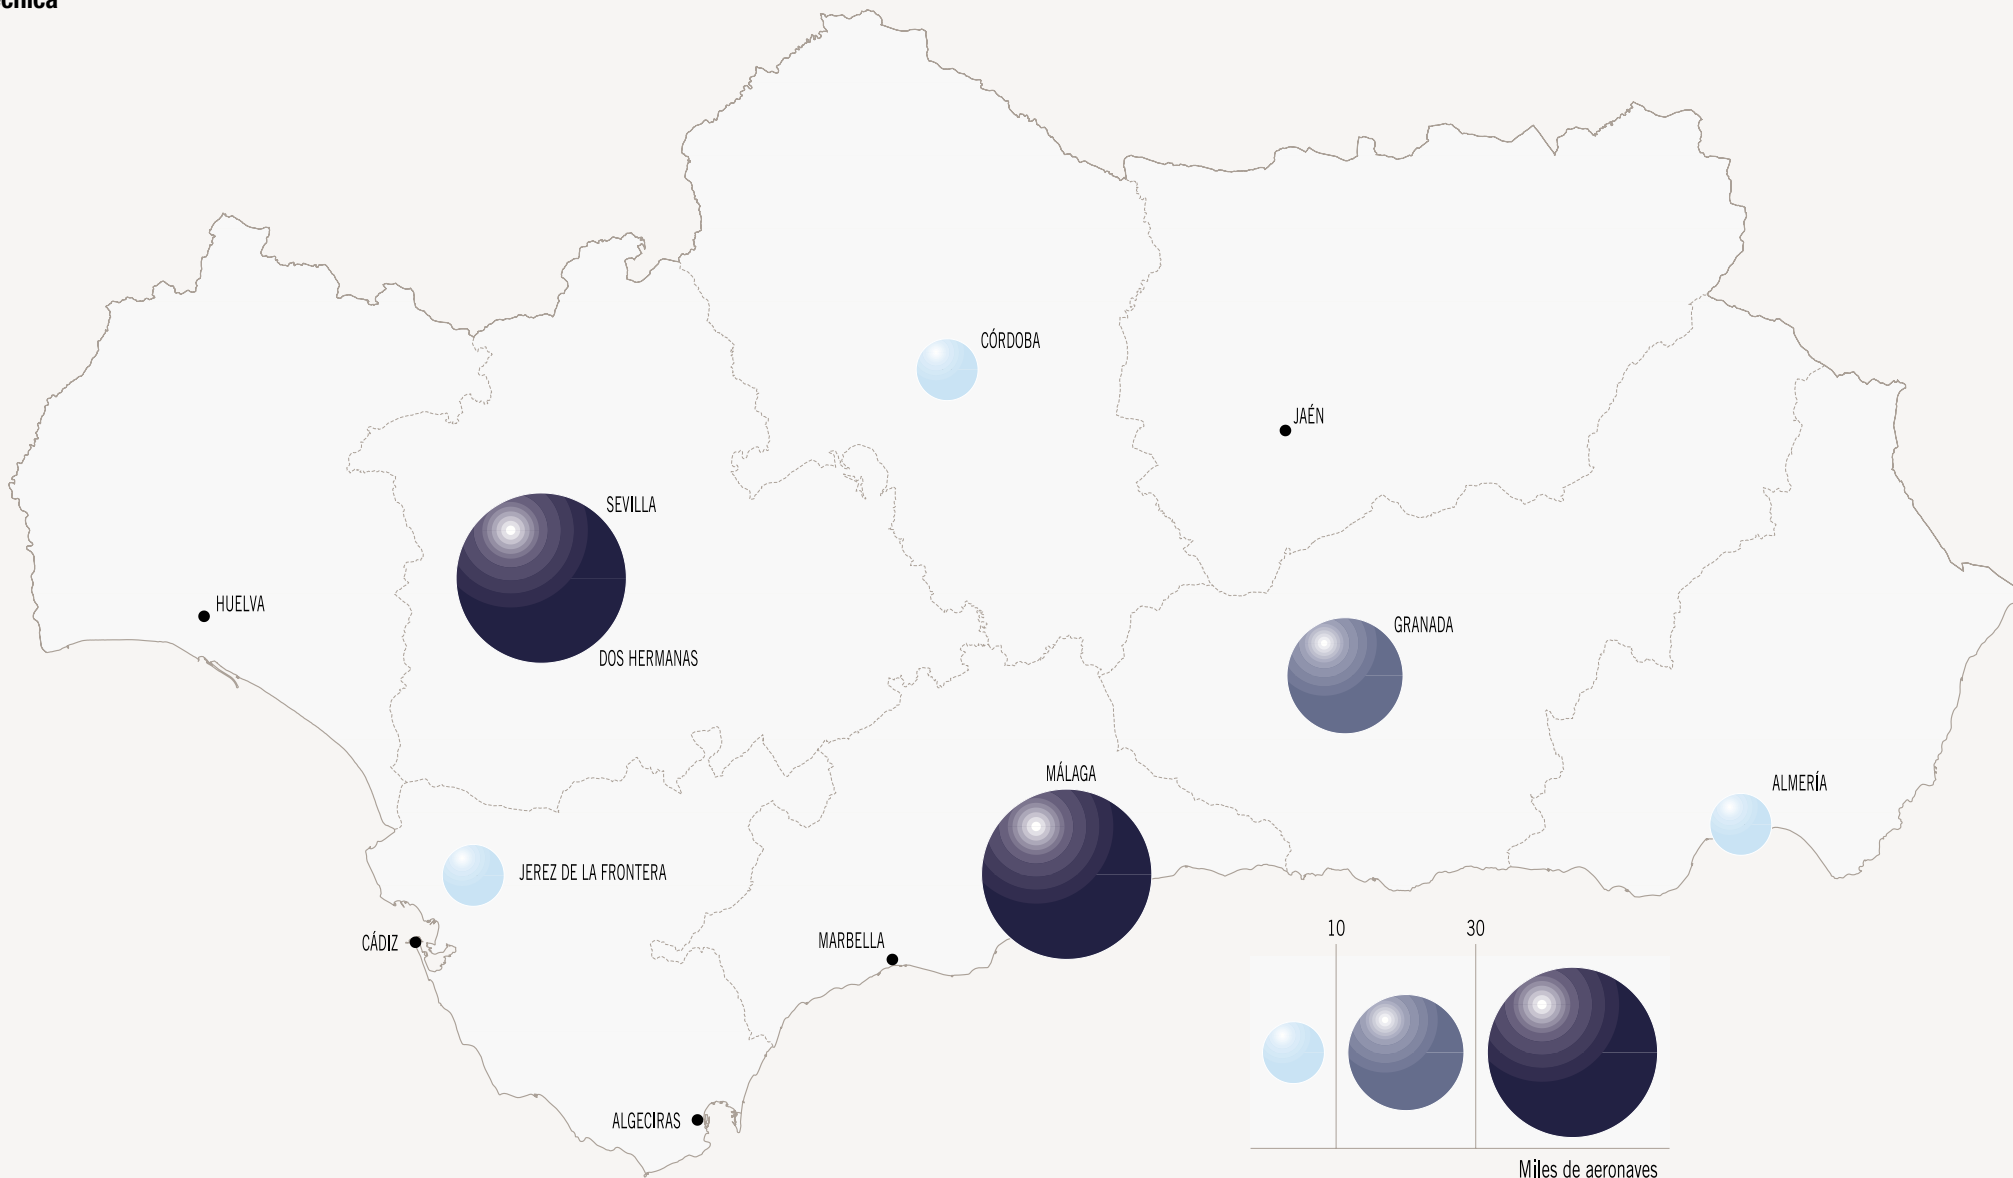 CÓRDOBA
JAÉN
SEVILLA
HUELVA
GRANADA
DOS HERMANAS
MÁLAGA
ALMERÍA
JEREZ DE LA FRONTERA
CÁDIZ
MARBELLA
10 30
ALGECIRAS
Miles de aeronaves